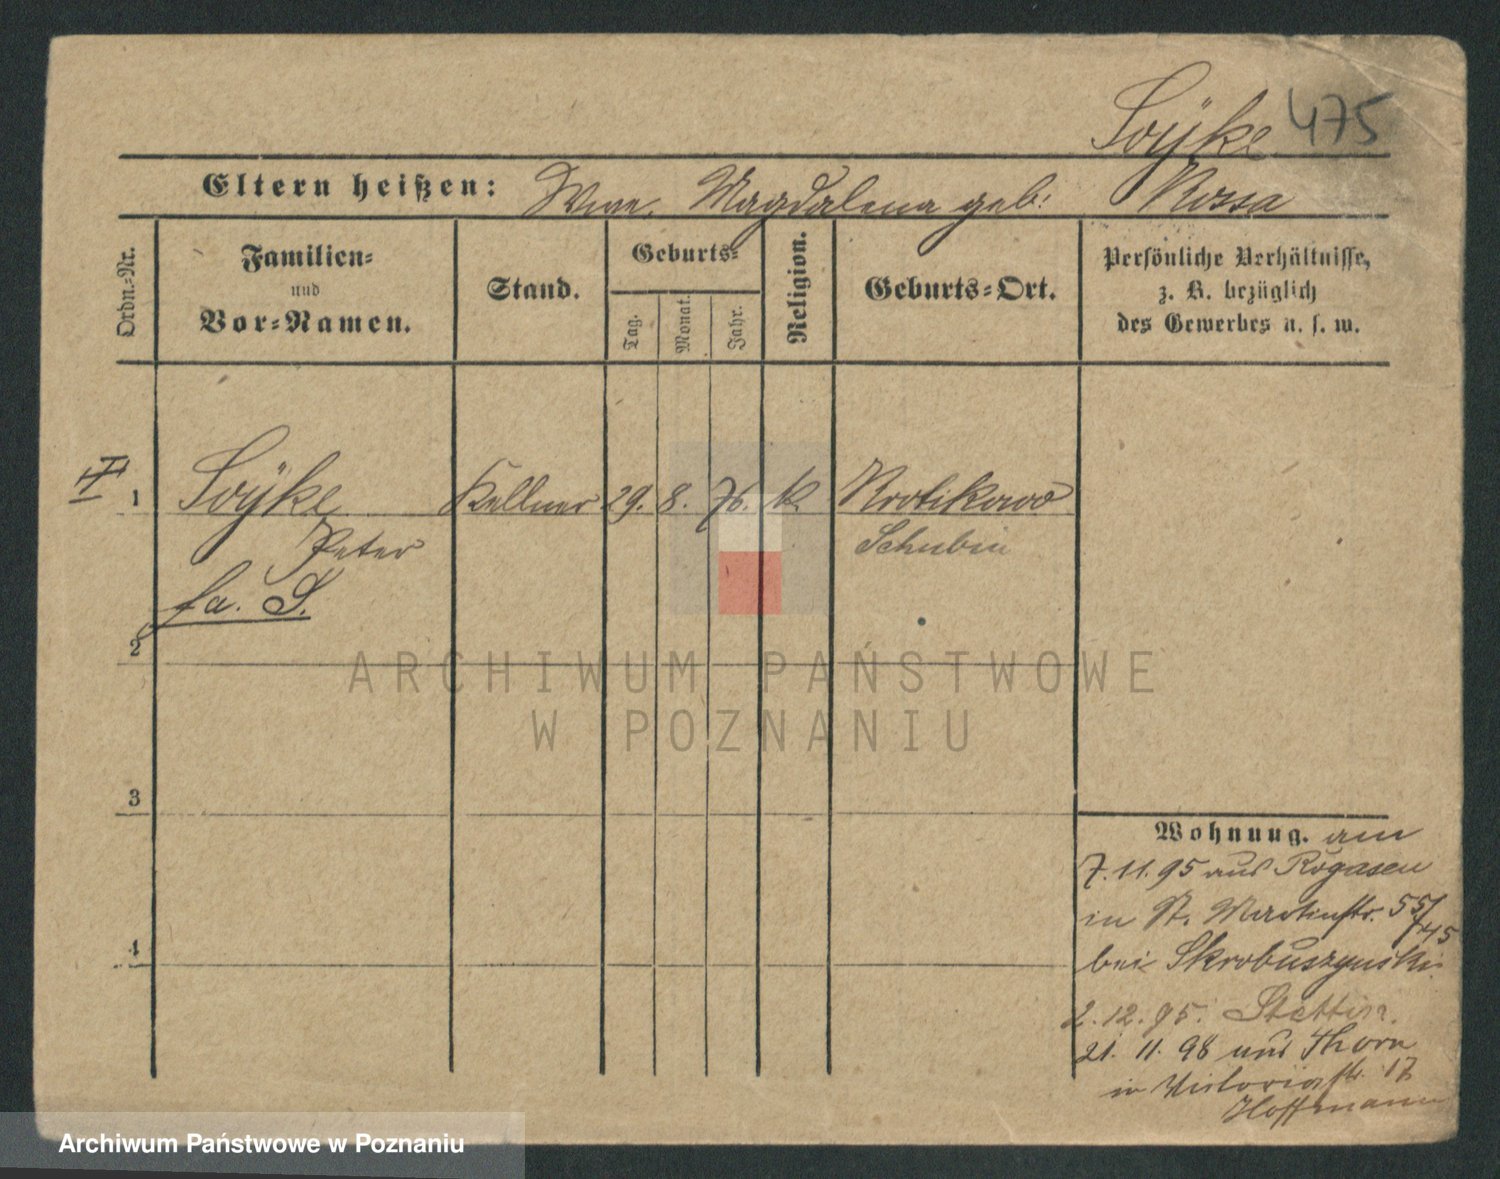 Soÿke 475
Eltern heißen: Wwe. Magdalena geb: Rossa
Ordn.-Nr.
Familien-
und
Vor-Namen.
Stand.
Geburts-
Tag.
Monat.
Jahr.
Religion.
Geburts-Ort.
Persönliche Verhältnisse,
z. B. bezüglich
des Gewerbes u. s. w.
1 Soÿke Kellner 29. 8. 76. k. Krotikowo
Peter Schubin
fa. S.
2
3
4
Wohnung. am
7.11.95 aus Rogasen
in St. Martinstr. 55/
bei Skrobuszynski
2.12.95. Stettin.
21.11.98 aus Thorn
in Victoriastr. 17
Hoffmann
ARCHIWUM PAŃSTWOWE
W POZNANIU
Archiwum Państwowe w Poznaniu